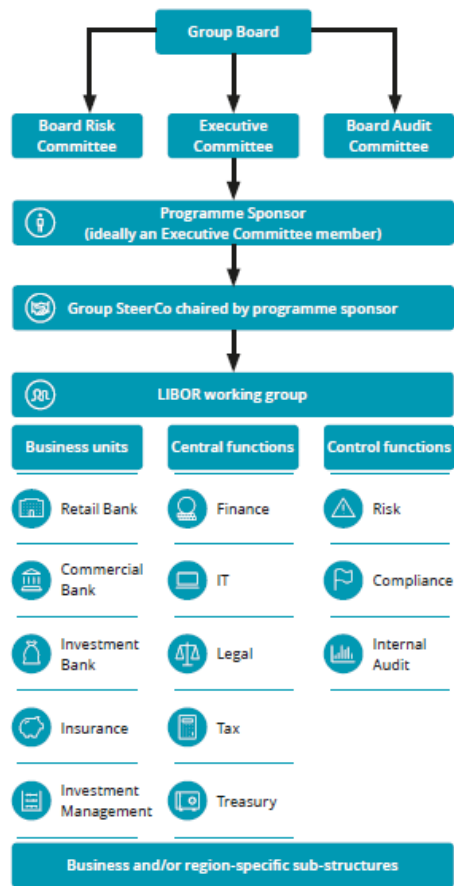 Group Board
Board Risk
Committee
Executive
Committee
Board Audit
Committee
Programme Sponsor
(ideally an Executive Committee member)
Group SteerCo chaired by programme sponsor
LIBOR working group
Business units
Central functions
Control functions
Retail Bank
Finance
Risk
Commercial
Bank
IT
Compliance
Investment
Bank
Legal
Internal
Audit
Insurance
Tax
Investment
Management
Treasury
Business and/or region-specific sub-structures